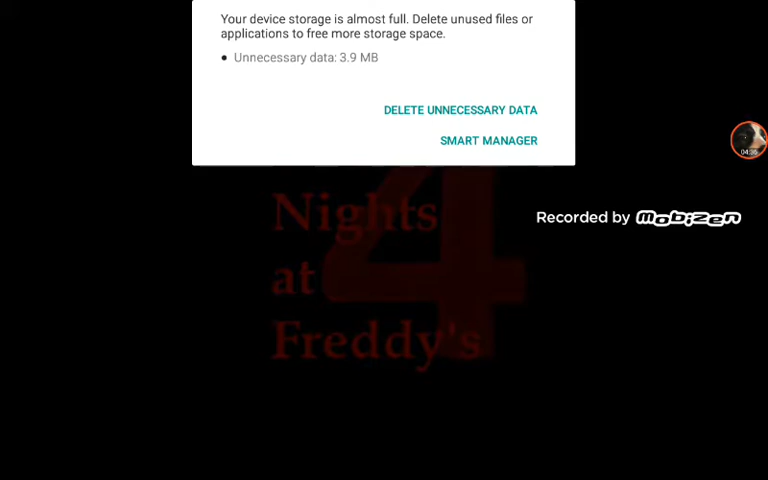 Your device storage is almost full. Delete unused files or
applications to free more storage space.
• Unnecessary data: 3.9 MB
DELETE UNNECESSARY DATA
SMART MANAGER
04:36
Nights
4
Recorded by mobizen
at
Freddy's